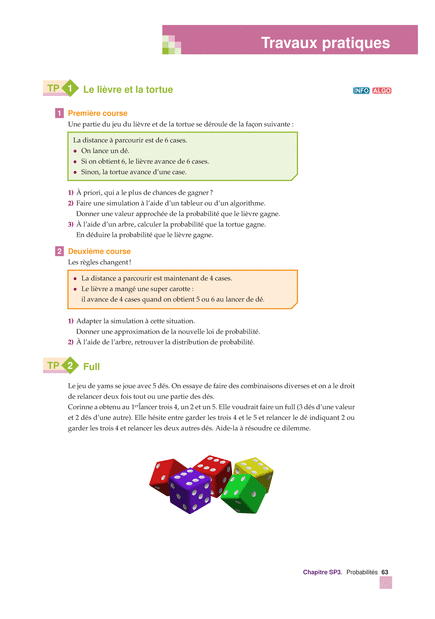 Travaux pratiques
TP 1 Le lièvre et la tortue INFO ALGO
1 Première course
Une partie du jeu du lièvre et de la tortue se déroule de la façon suivante :
La distance à parcourir est de 6 cases.
• On lance un dé.
• Si on obtient 6, le lièvre avance de 6 cases.
• Sinon, la tortue avance d'une case.
1) À priori, qui a le plus de chances de gagner ?
2) Faire une simulation à l'aide d'un tableur ou d'un algorithme.
Donner une valeur approchée de la probabilité que le lièvre gagne.
3) À l'aide d'un arbre, calculer la probabilité que la tortue gagne.
En déduire la probabilité que le lièvre gagne.
2 Deuxième course
Les règles changent!
• La distance a parcourir est maintenant de 4 cases.
• Le lièvre a mangé une super carotte :
il avance de 4 cases quand on obtient 5 ou 6 au lancer de dé.
1) Adapter la simulation à cette situation.
Donner une approximation de la nouvelle loi de probabilité.
2) À l'aide de l'arbre, retrouver la distribution de probabilité.
TP 2 Full
Le jeu de yams se joue avec 5 dés. On essaye de faire des combinaisons diverses et on a le droit
de relancer deux fois tout ou une partie des dés.
Corinne a obtenu au 1er lancer trois 4, un 2 et un 5. Elle voudrait faire un full (3 dés d'une valeur
et 2 dés d'une autre). Elle hésite entre garder les trois 4 et le 5 et relancer le dé indiquant 2 ou
garder les trois 4 et relancer les deux autres dés. Aide-la à résoudre ce dilemme.
Chapitre SP3. Probabilités 63